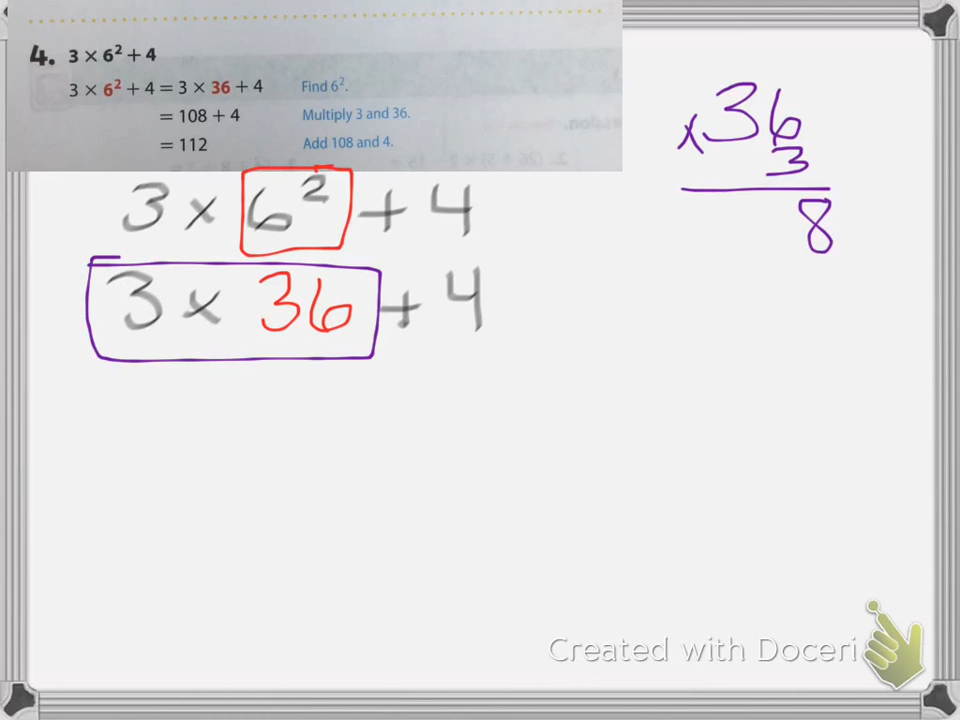 4. 3 × 6² + 4
3 × 6² + 4 = 3 × 36 + 4 Find 6².
= 108 + 4 Multiply 3 and 36.
= 112 Add 108 and 4.
3 × 6² + 4
3 × 36 + 4
36
× 3
8
Created with Doceri